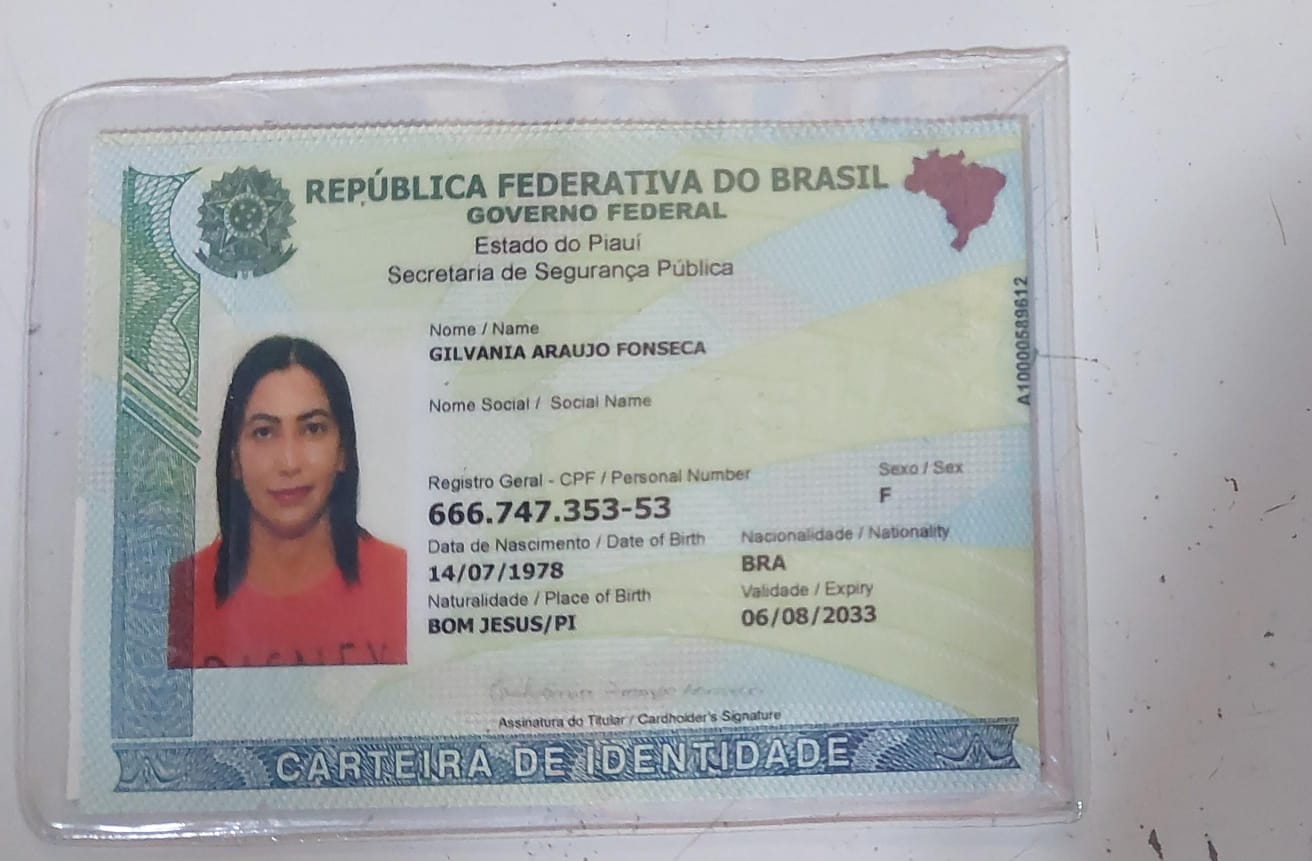 REPÚBLICA FEDERATIVA DO BRASIL
GOVERNO FEDERAL
Estado do Piauí
Secretaria de Segurança Pública
A10000589612
Nome / Name
GILVANIA ARAUJO FONSECA
Nome Social / Social Name
Registro Geral - CPF / Personal Number
Sexo / Sex
666.747.353-53
F
Data de Nascimento / Date of Birth
Nacionalidade / Nationality
14/07/1978
BRA
Naturalidade / Place of Birth
Validade / Expiry
BOM JESUS/PI
06/08/2033
Assinatura do Titular / Cardholder's Signature
CARTEIRA DE IDENTIDADE